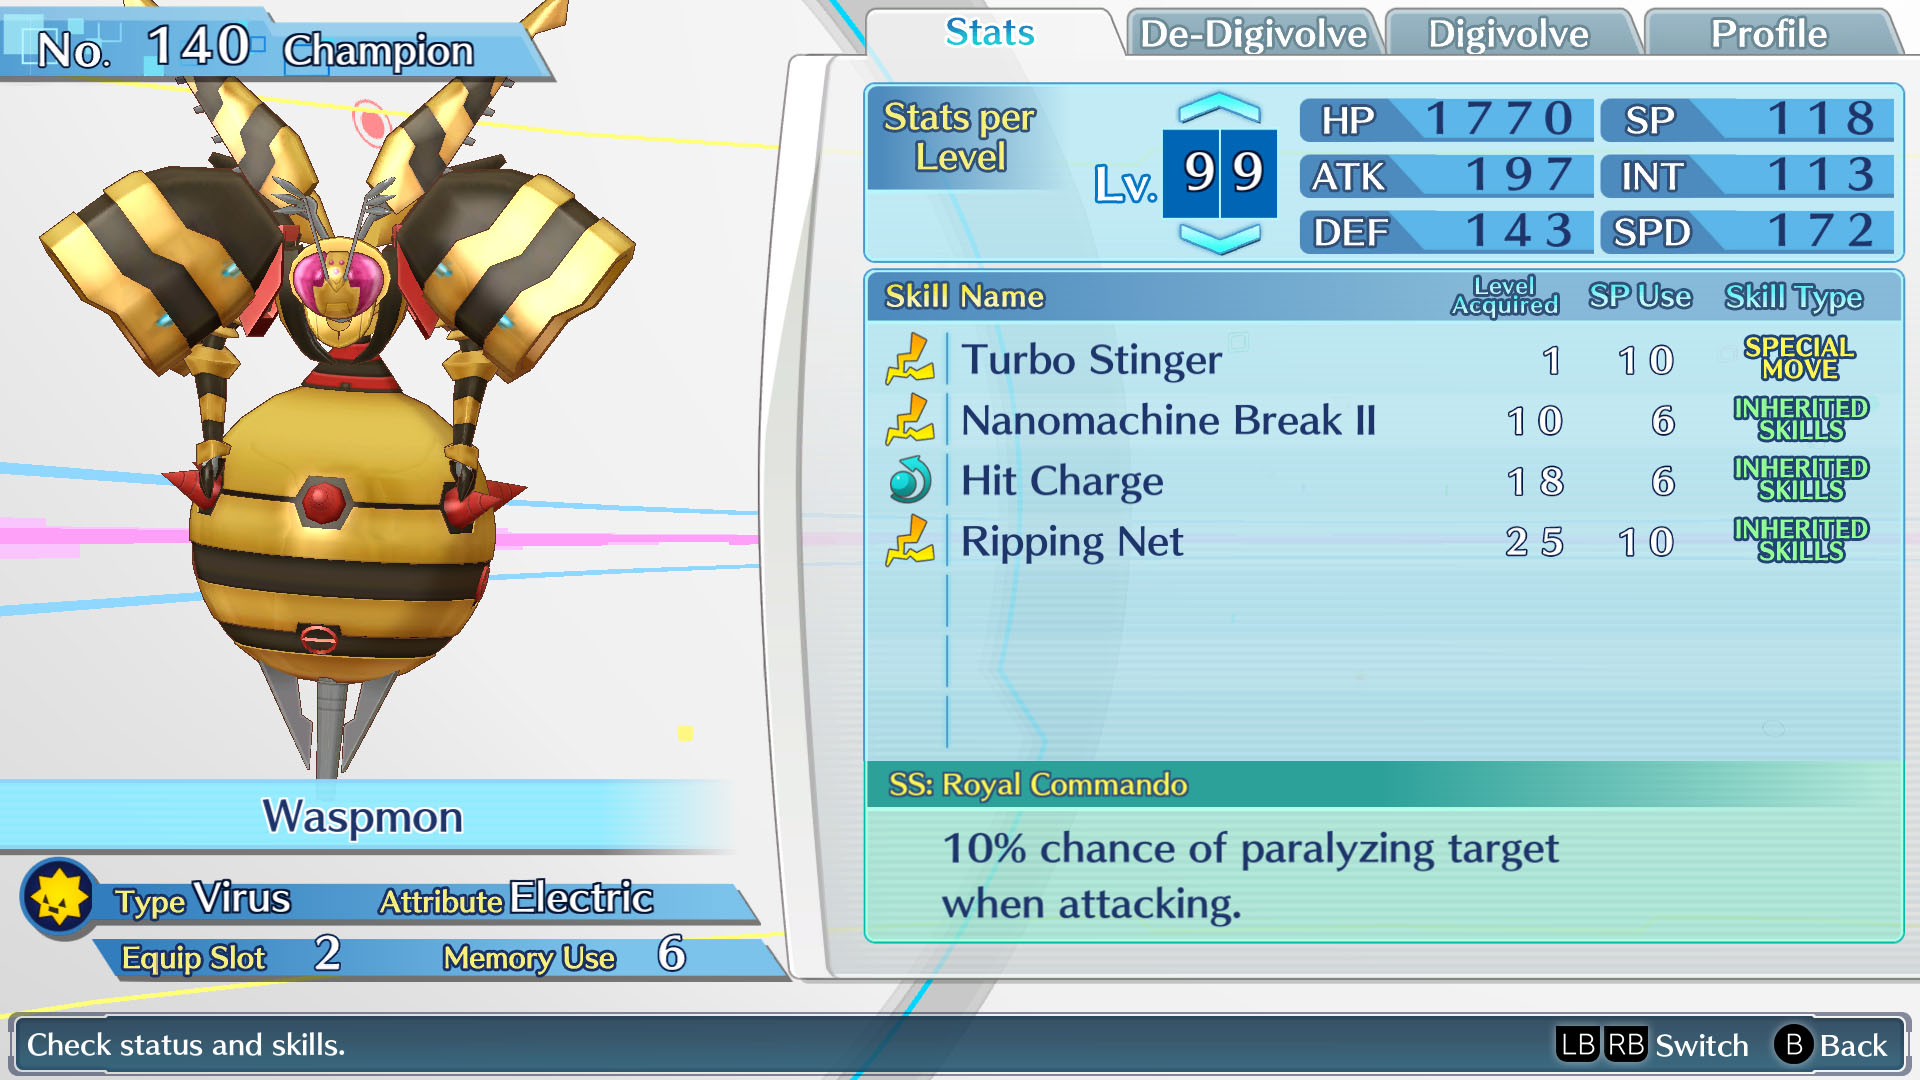 No. 140 Champion
Stats
De-Digivolve
Digivolve
Profile
Stats per
Level
Lv. 99
HP 1770
SP 118
ATK 197
INT 113
DEF 143
SPD 172
Skill Name
Level
Acquired
SP Use
Skill Type
Turbo Stinger 1 10
SPECIAL
MOVE
Nanomachine Break II 10 6
INHERITED
SKILLS
Hit Charge 18 6
INHERITED
SKILLS
Ripping Net 25 10
INHERITED
SKILLS
SS: Royal Commando
10% chance of paralyzing target
when attacking.
Waspmon
Type Virus Attribute Electric
Equip Slot 2 Memory Use 6
Check status and skills.
LB RB Switch B Back